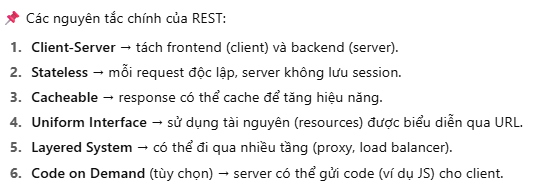 📌 Các nguyên tắc chính của REST:
1. Client-Server → tách frontend (client) và backend (server).
2. Stateless → mỗi request độc lập, server không lưu session.
3. Cacheable → response có thể cache để tăng hiệu năng.
4. Uniform Interface → sử dụng tài nguyên (resources) được biểu diễn qua URL.
5. Layered System → có thể đi qua nhiều tầng (proxy, load balancer).
6. Code on Demand (tùy chọn) → server có thể gửi code (ví dụ JS) cho client.